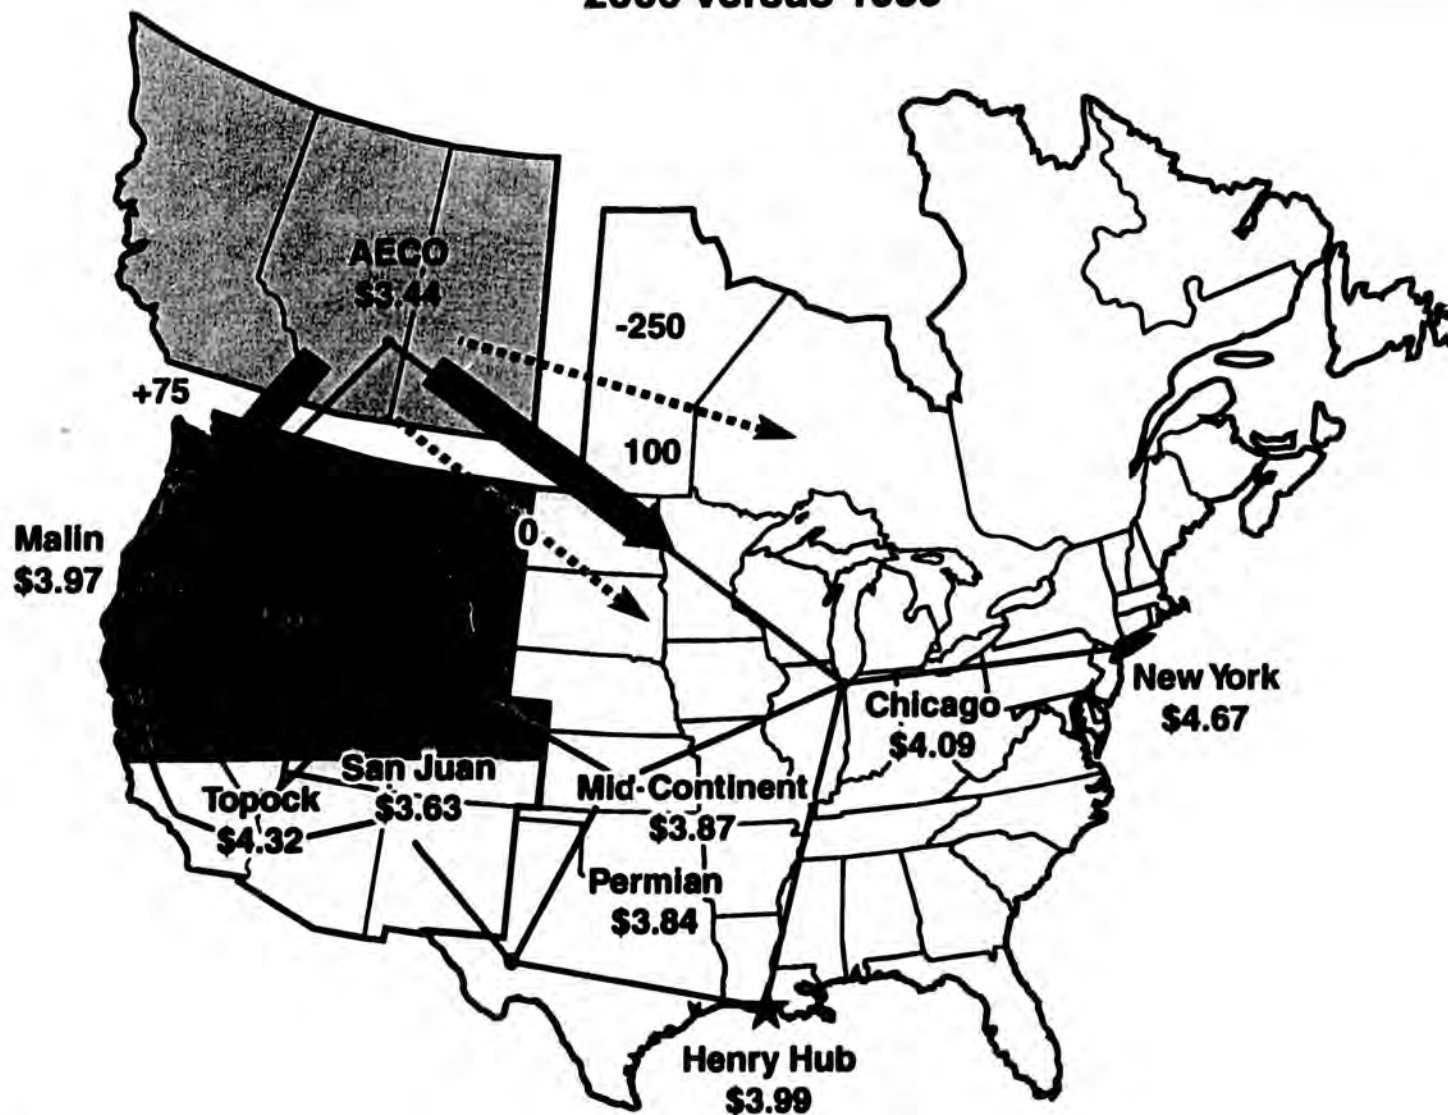 AECO
$3.44
-250
+75
100
Malin
$3.97
0
Chicago
$4.09
New York
$4.67
San Juan
$3.63
Topock
$4.32
Mid-Continent
$3.87
Permian
$3.84
Henry Hub
$3.99